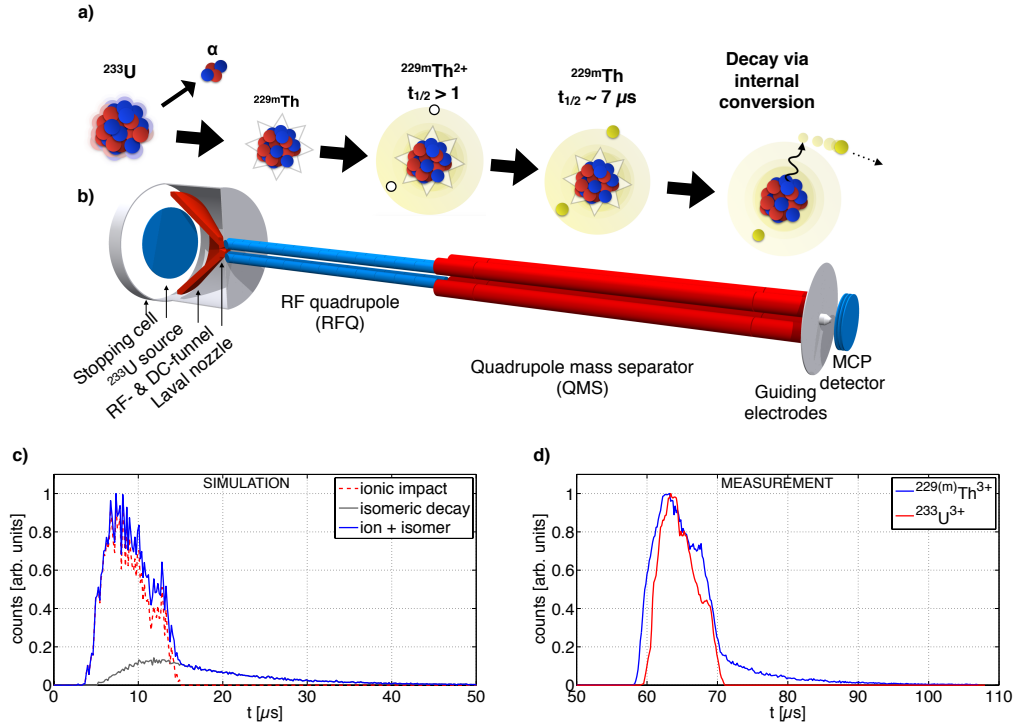 a)
²³³U
α
²²⁹ᵐTh
²²⁹ᵐTh²⁺
t₁/₂ > 1
²²⁹ᵐTh
t₁/₂ ~ 7 µs
Decay via
internal
conversion
b)
Stopping cell
²³³U source
RF- & DC-funnel
Laval nozzle
RF quadrupole
(RFQ)
Quadrupole mass separator
(QMS)
Guiding
electrodes
MCP
detector
c)
SIMULATION
ionic impact
isomeric decay
ion + isomer
counts [arb. units]
1
0.8
0.6
0.4
0.2
0
0 10 20 30 40 50
t [µs]
d)
MEASUREMENT
²²⁹⁽ᵐ⁾Th³⁺
²³³U³⁺
counts [arb. units]
1
0.8
0.6
0.4
0.2
0
50 60 70 80 90 100 110
t [µs]